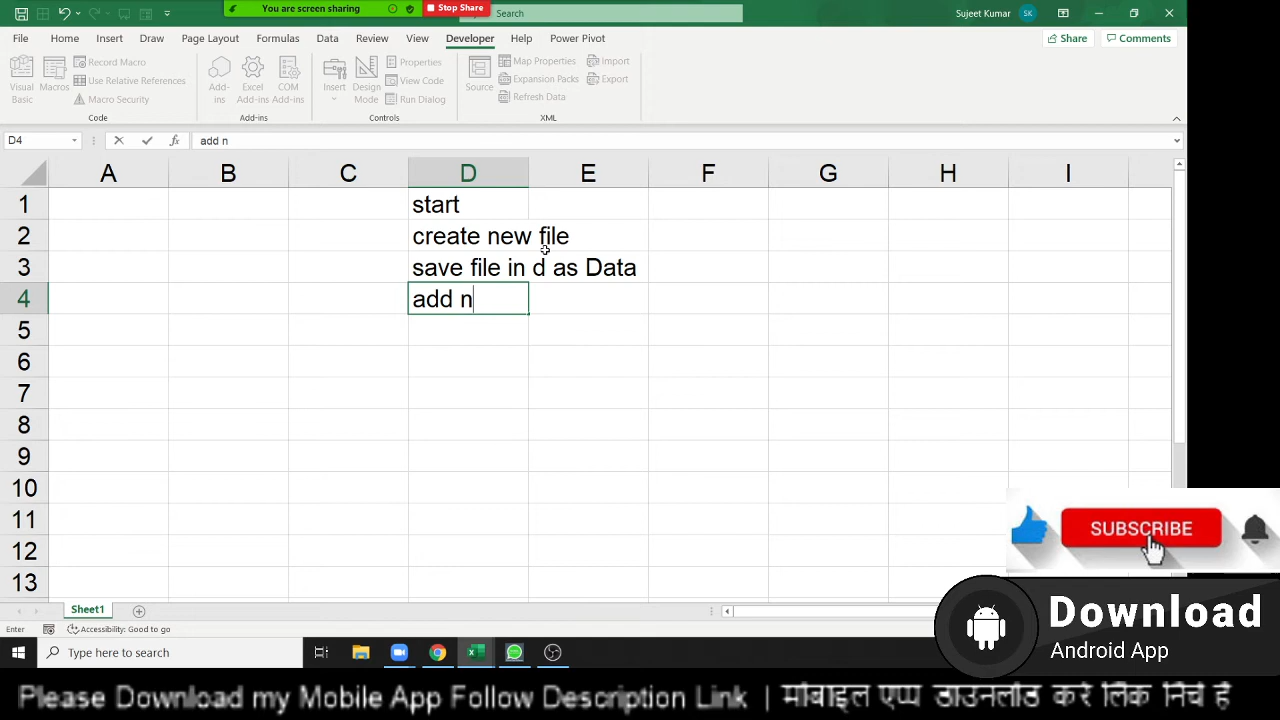 You are screen sharing
Stop Share
Search
Sujeet Kumar
SK
File
Home
Insert
Draw
Page Layout
Formulas
Data
Review
View
Developer
Help
Power Pivot
Share
Comments
Visual Basic
Macros
Record Macro
Use Relative References
Macro Security
Code
Add-ins
Excel Add-ins
COM Add-ins
Add-ins
Insert
Design Mode
Properties
View Code
Run Dialog
Controls
Source
Map Properties
Expansion Packs
Refresh Data
Import
Export
XML
D4
fx
add n
A B C D E F G H I
1 start
2 create new file
3 save file in d as Data
4 add n
5
6
7
8
9
10
11
12
13
SUBSCRIBE
Download
Android App
Sheet1
Enter
Accessibility: Good to go
Type here to search
Please Download my Mobile App Follow Description Link | मोबाइल एप्प डाउनलोड करे लिंक निचे है